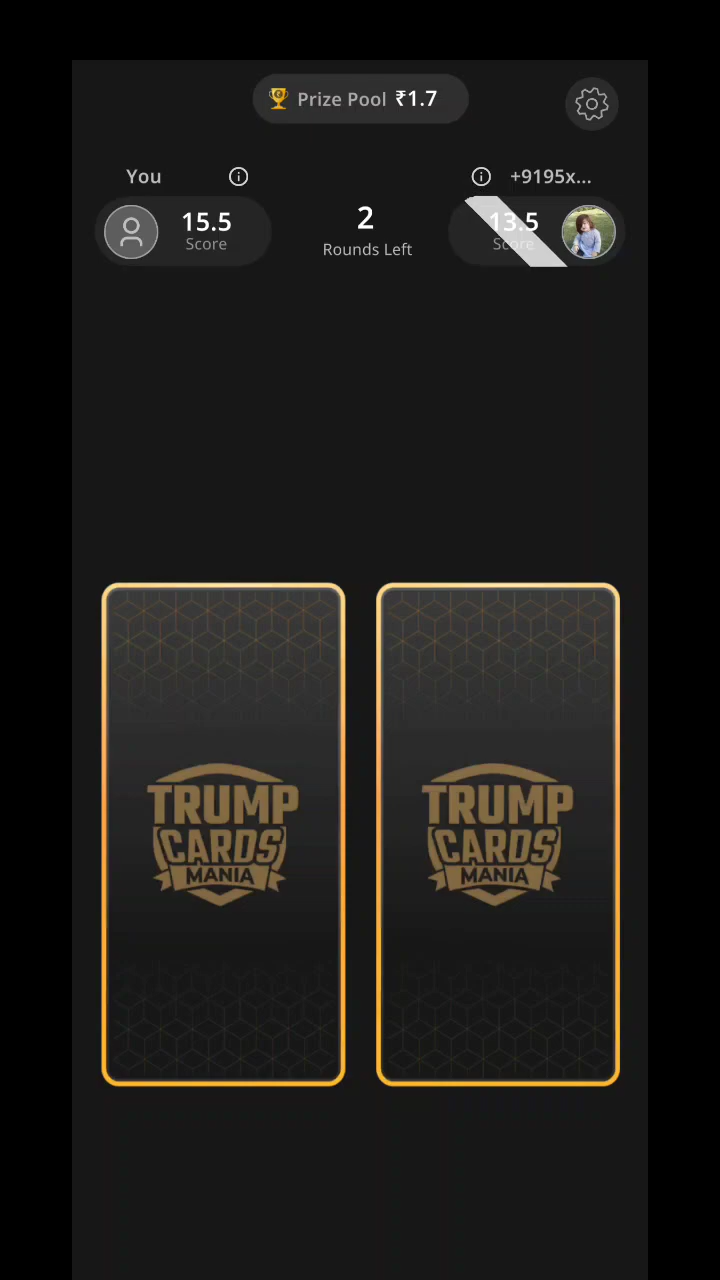 Prize Pool ₹1.7
You
+9195x...
15.5
Score
2
Rounds Left
13.5
Score
TRUMP
CARDS
MANIA
TRUMP
CARDS
MANIA